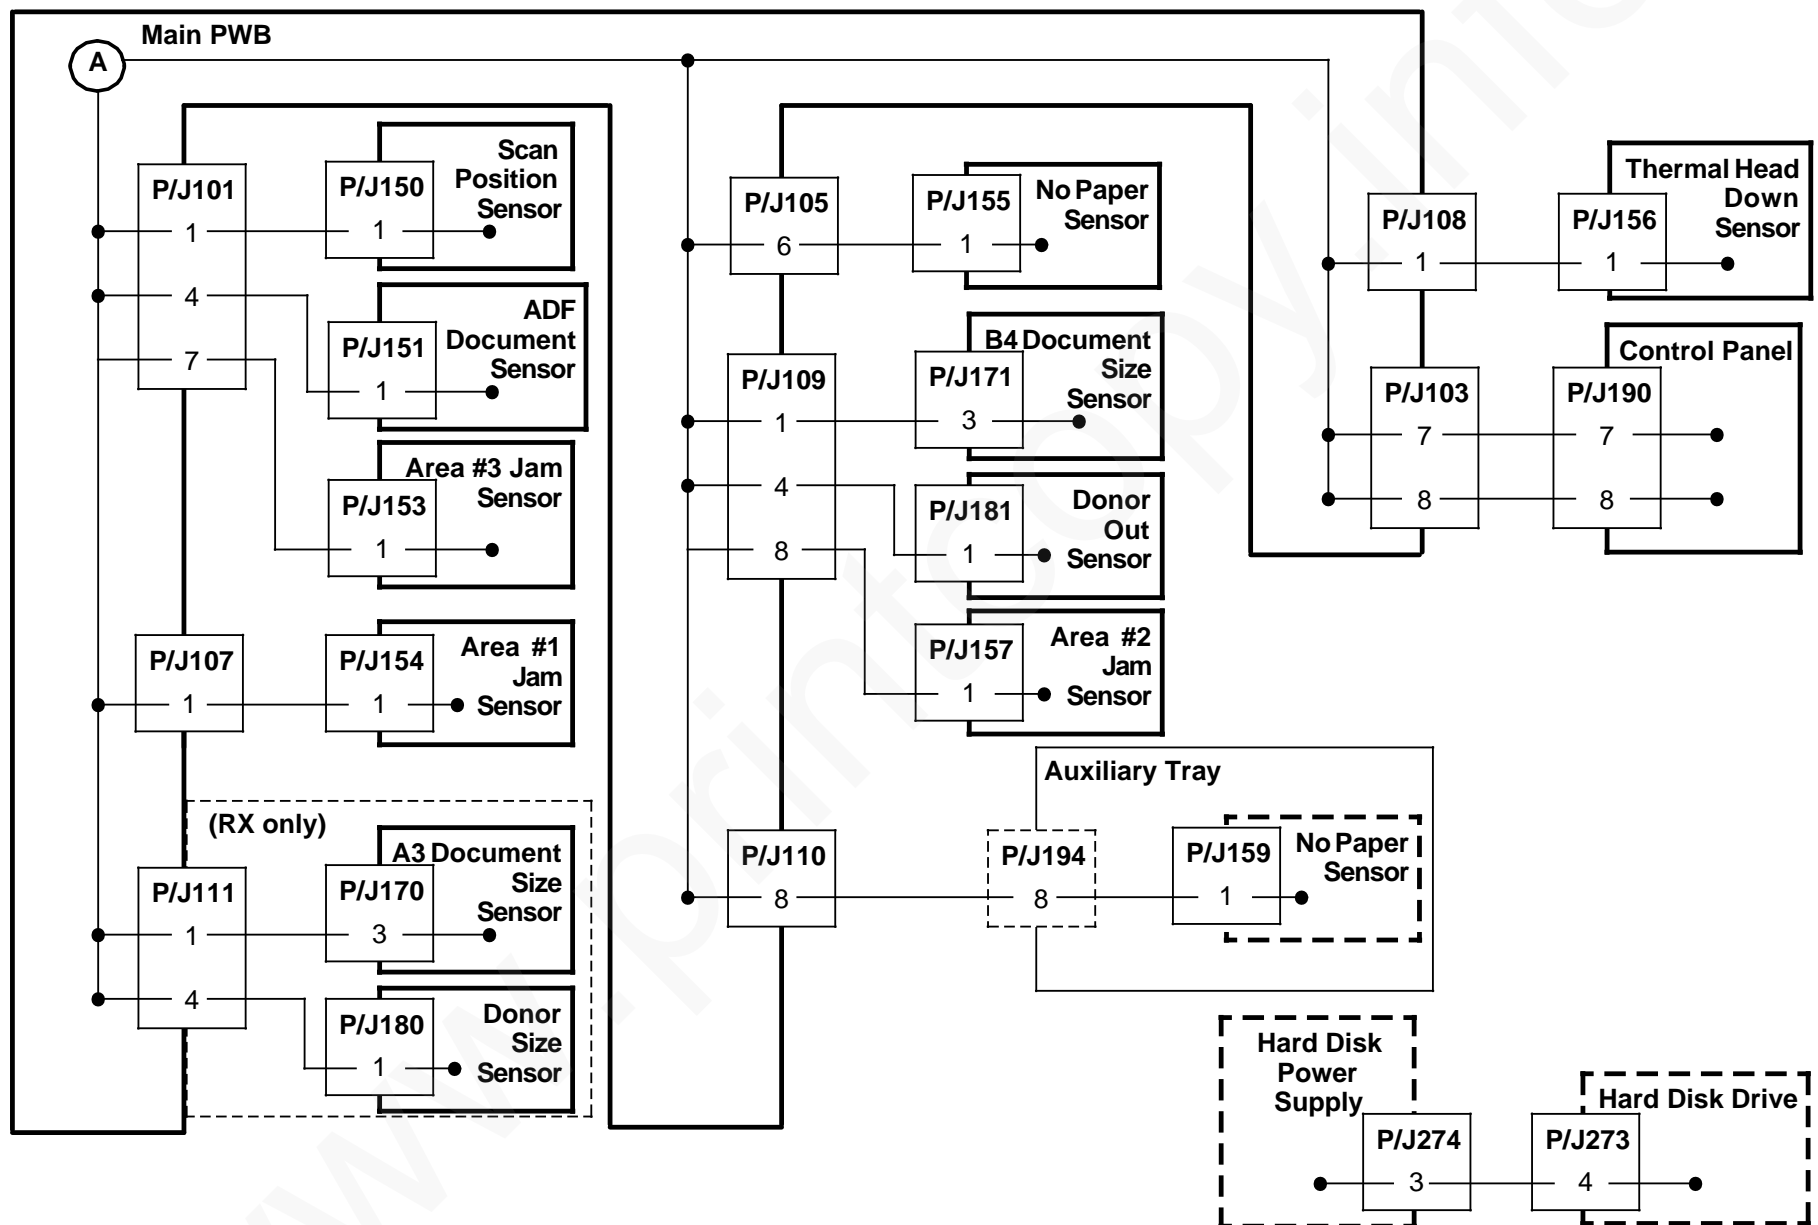 Main PWB
A
P/J101
1
4
7
P/J150
1
Scan
Position
Sensor
P/J151
1
ADF
Document
Sensor
P/J153
1
Area #3 Jam
Sensor
P/J107
1
P/J154
1
Area #1
Jam
Sensor
(RX only)
P/J111
1
4
P/J170
3
A3 Document
Size
Sensor
P/J180
1
Donor
Size
Sensor
P/J105
6
P/J155
1
No Paper
Sensor
P/J109
1
4
8
P/J171
3
B4 Document
Size
Sensor
P/J181
1
Donor
Out
Sensor
P/J157
1
Area #2
Jam
Sensor
Auxiliary Tray
P/J110
8
P/J194
8
P/J159
1
No Paper
Sensor
P/J108
1
P/J156
1
Thermal Head
Down
Sensor
P/J103
7
8
P/J190
7
8
Control Panel
Hard Disk
Power
Supply
P/J274
3
P/J273
4
Hard Disk Drive
www.printcopy.info